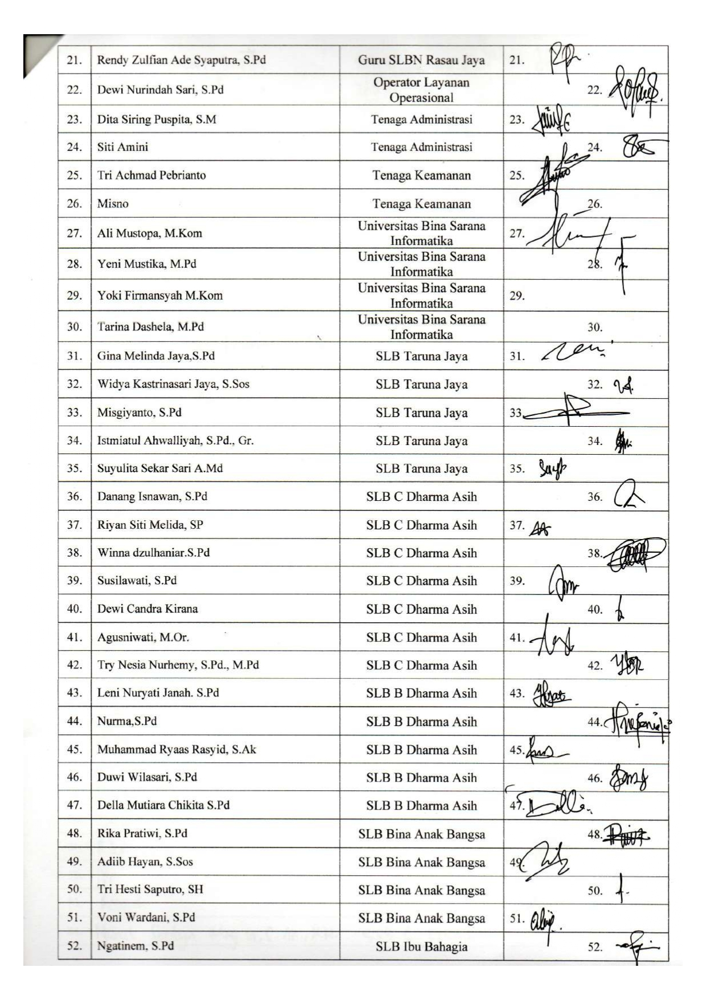 21. Rendy Zulfian Ade Syaputra, S.Pd Guru SLBN Rasau Jaya 21.
22. Dewi Nurindah Sari, S.Pd Operator Layanan Operasional 22.
23. Dita Siring Puspita, S.M Tenaga Administrasi 23.
24. Siti Amini Tenaga Administrasi 24.
25. Tri Achmad Pebrianto Tenaga Keamanan 25.
26. Misno Tenaga Keamanan 26.
27. Ali Mustopa, M.Kom Universitas Bina Sarana Informatika 27.
28. Yeni Mustika, M.Pd Universitas Bina Sarana Informatika 28.
29. Yoki Firmansyah M.Kom Universitas Bina Sarana Informatika 29.
30. Tarina Dashela, M.Pd Universitas Bina Sarana Informatika 30.
31. Gina Melinda Jaya,S.Pd SLB Taruna Jaya 31.
32. Widya Kastrinasari Jaya, S.Sos SLB Taruna Jaya 32.
33. Misgiyanto, S.Pd SLB Taruna Jaya 33.
34. Istmiatul Ahwalliyah, S.Pd., Gr. SLB Taruna Jaya 34.
35. Suyulita Sekar Sari A.Md SLB Taruna Jaya 35.
36. Danang Isnawan, S.Pd SLB C Dharma Asih 36.
37. Riyan Siti Melida, SP SLB C Dharma Asih 37.
38. Winna dzulhaniar.S.Pd SLB C Dharma Asih 38.
39. Susilawati, S.Pd SLB C Dharma Asih 39.
40. Dewi Candra Kirana SLB C Dharma Asih 40.
41. Agusniwati, M.Or. SLB C Dharma Asih 41.
42. Try Nesia Nurhemy, S.Pd., M.Pd SLB C Dharma Asih 42.
43. Leni Nuryati Janah. S.Pd SLB B Dharma Asih 43.
44. Nurma,S.Pd SLB B Dharma Asih 44.
45. Muhammad Ryaas Rasyid, S.Ak SLB B Dharma Asih 45.
46. Duwi Wilasari, S.Pd SLB B Dharma Asih 46.
47. Della Mutiara Chikita S.Pd SLB B Dharma Asih 47.
48. Rika Pratiwi, S.Pd SLB Bina Anak Bangsa 48.
49. Adiib Hayan, S.Sos SLB Bina Anak Bangsa 49.
50. Tri Hesti Saputro, SH SLB Bina Anak Bangsa 50.
51. Voni Wardani, S.Pd SLB Bina Anak Bangsa 51.
52. Ngatinem, S.Pd SLB Ibu Bahagia 52.